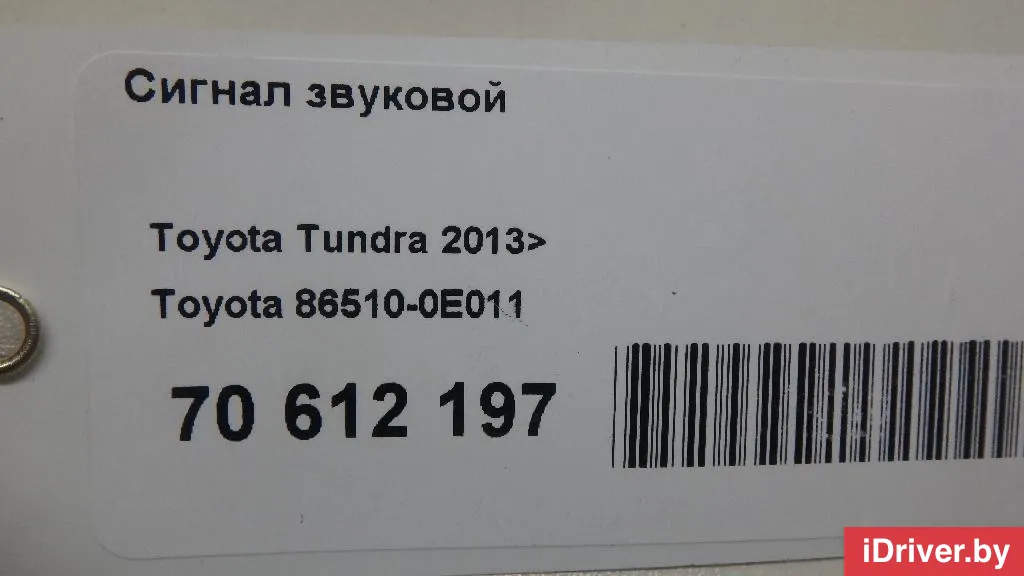 Сигнал звуковой
Toyota Tundra 2013>
Toyota 86510-0E011
70 612 197
iDriver.by